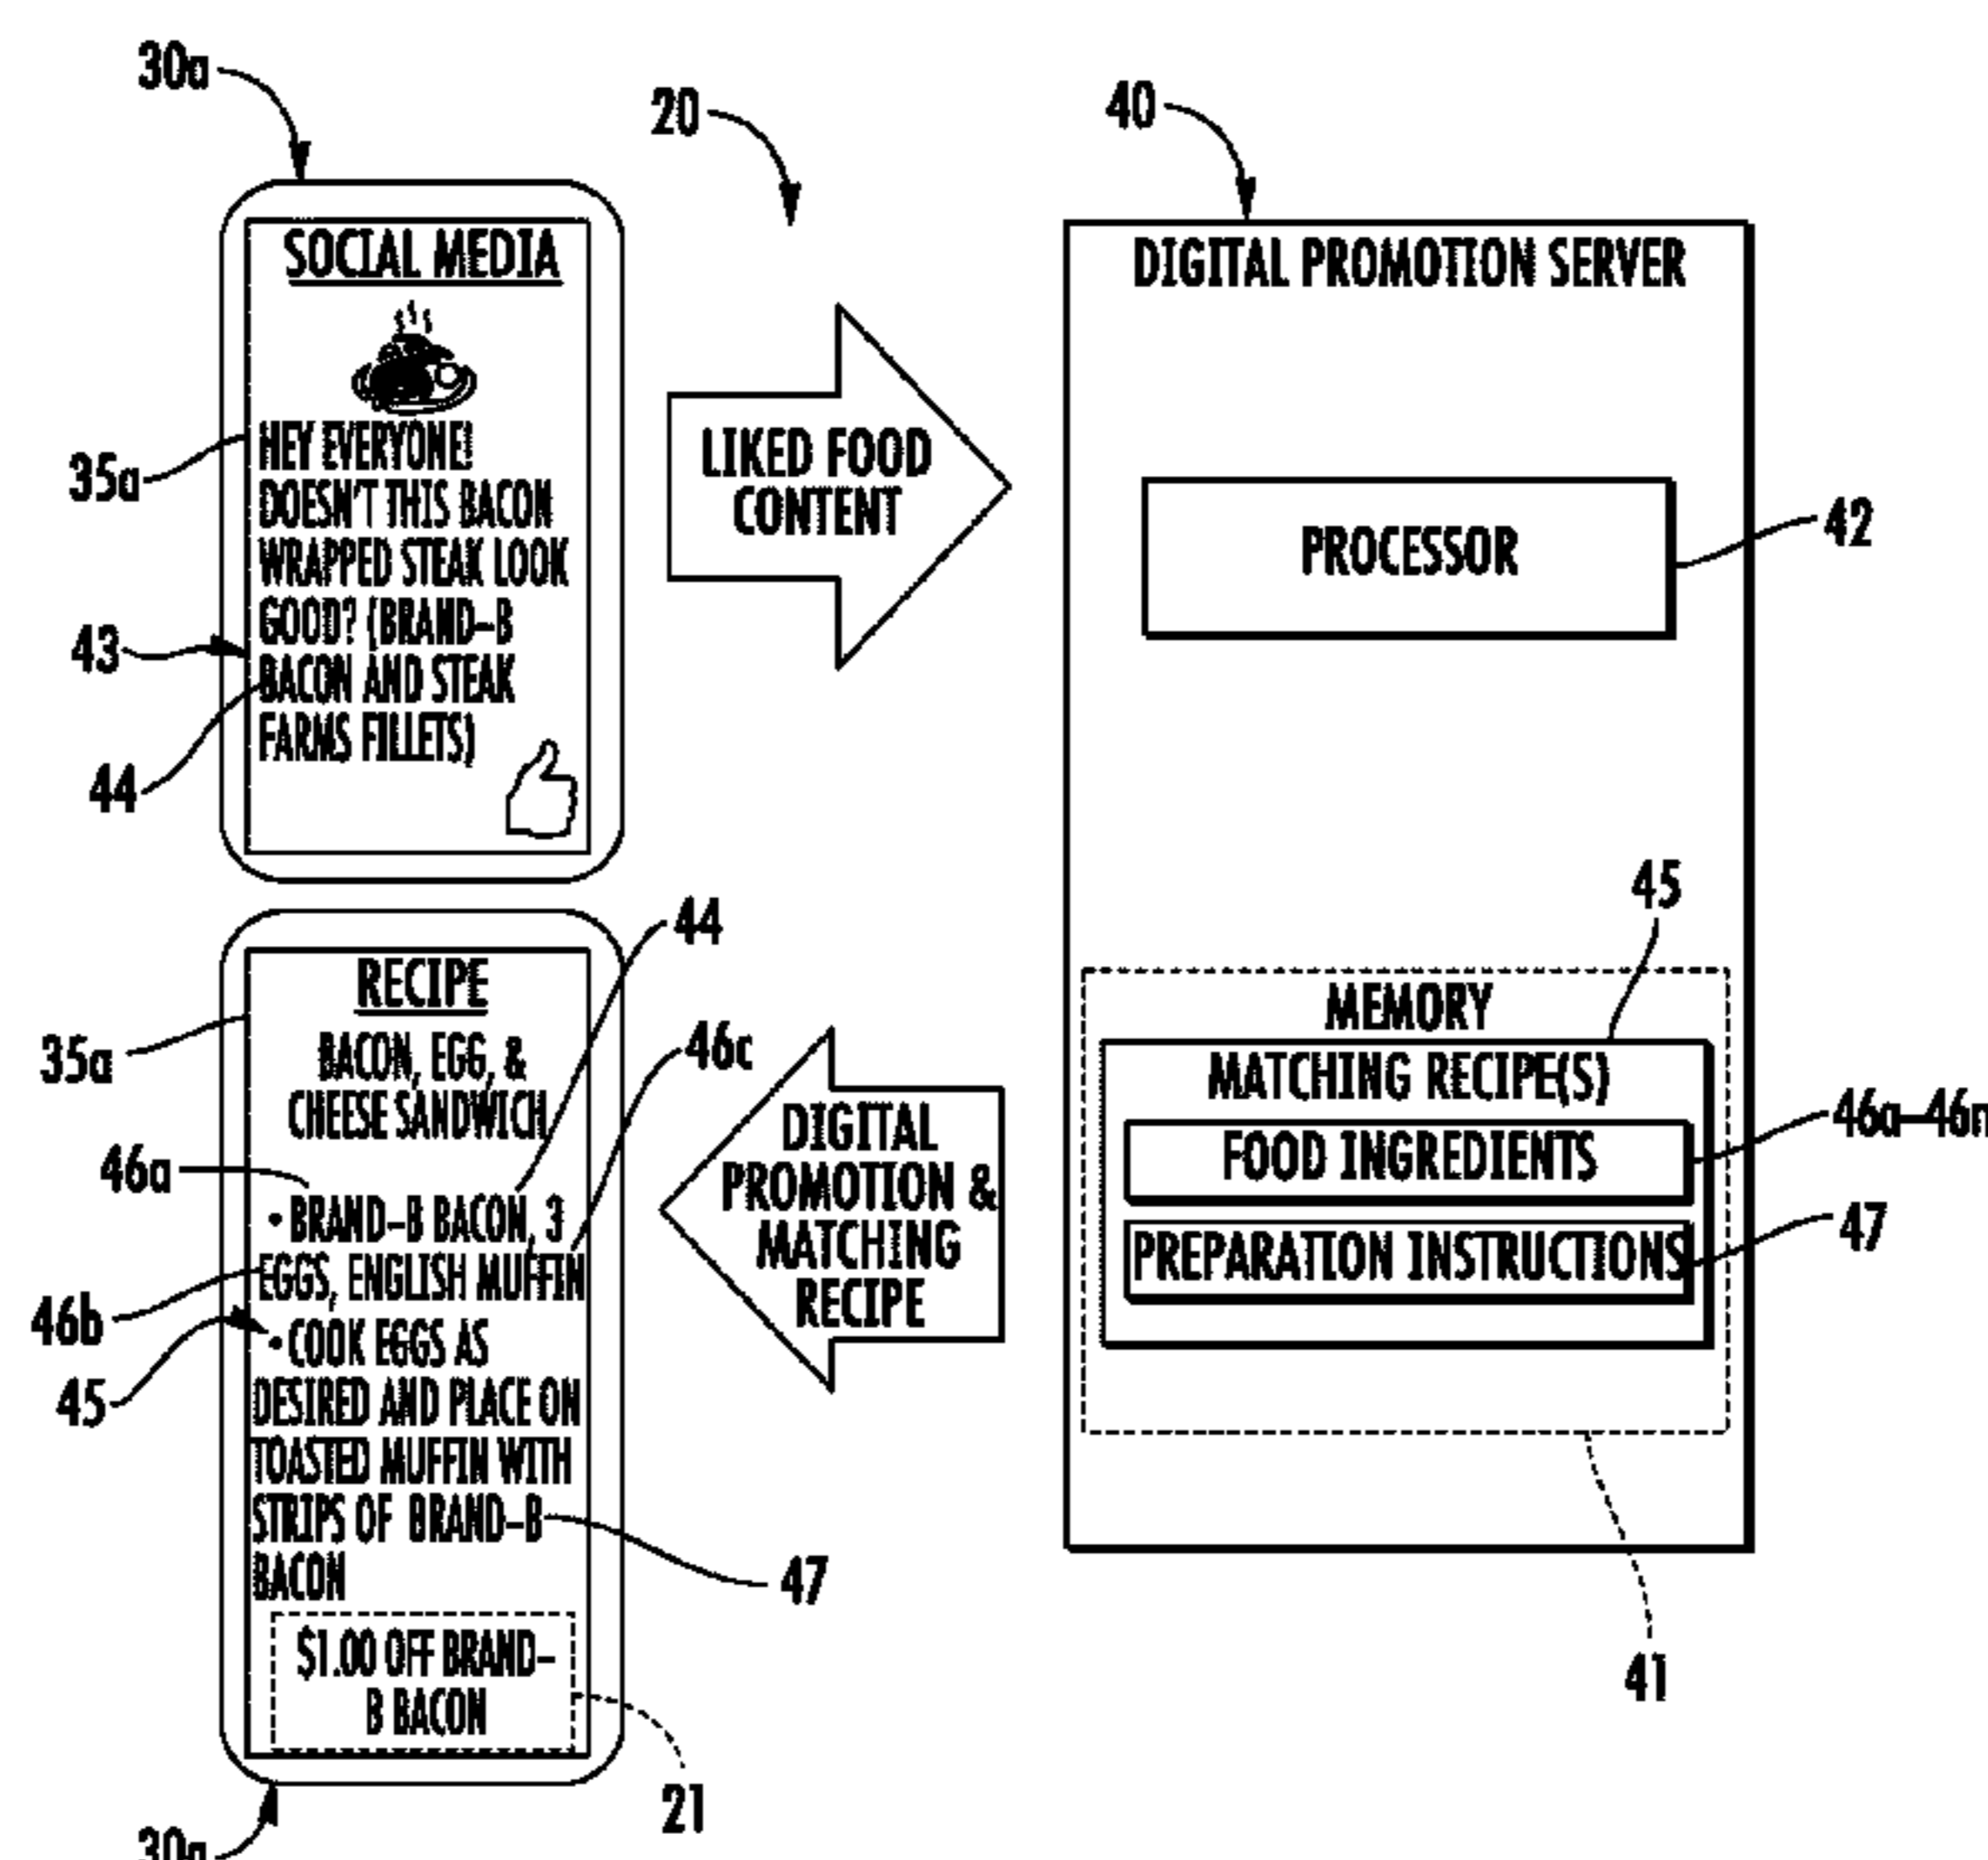 30a
20
40
SOCIAL MEDIA
HEY EVERYONE!
DOESN'T THIS BACON
WRAPPED STEAK LOOK
GOOD? (BRAND-B
BACON AND STEAK
FARMS FILLETS)
35a
43
44
LIKED FOOD
CONTENT
DIGITAL PROMOTION SERVER
PROCESSOR
42
45
MEMORY
MATCHING RECIPE(S)
FOOD INGREDIENTS
46a-46n
PREPARATION INSTRUCTIONS
47
41
DIGITAL
PROMOTION &
MATCHING
RECIPE
44
46c
RECIPE
BACON, EGG, &
CHEESE SANDWICH
35a
46a
• BRAND-B BACON, 3
EGGS, ENGLISH MUFFIN
46b
• COOK EGGS AS
DESIRED AND PLACE ON
TOASTED MUFFIN WITH
STRIPS OF BRAND-B
BACON
45
47
$1.00 OFF BRAND-
B BACON
21
30a